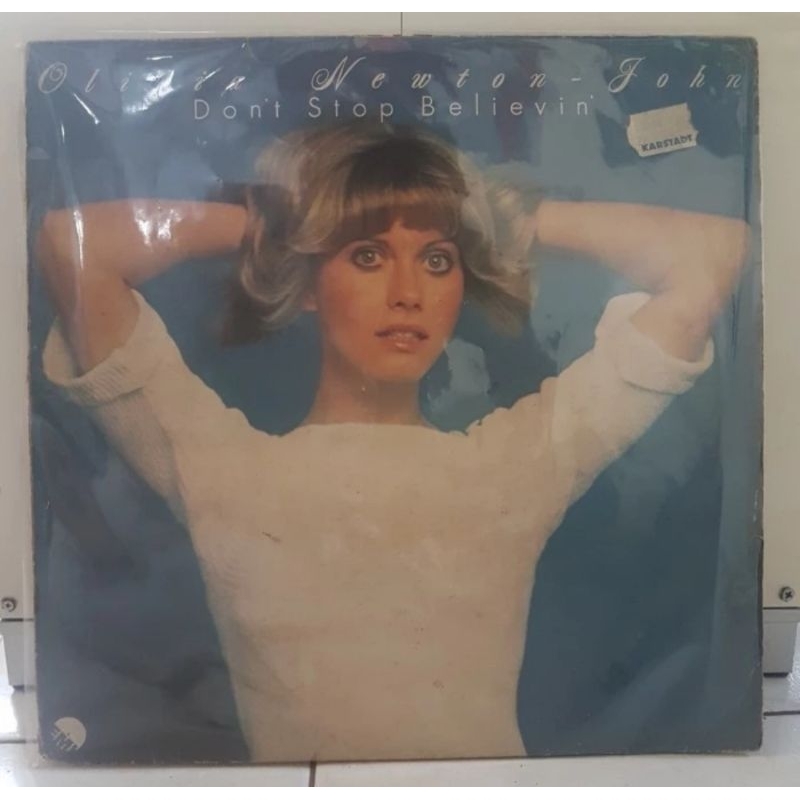 Olivia Newton-John
Don't Stop Believin'
KARSTADT
EMI